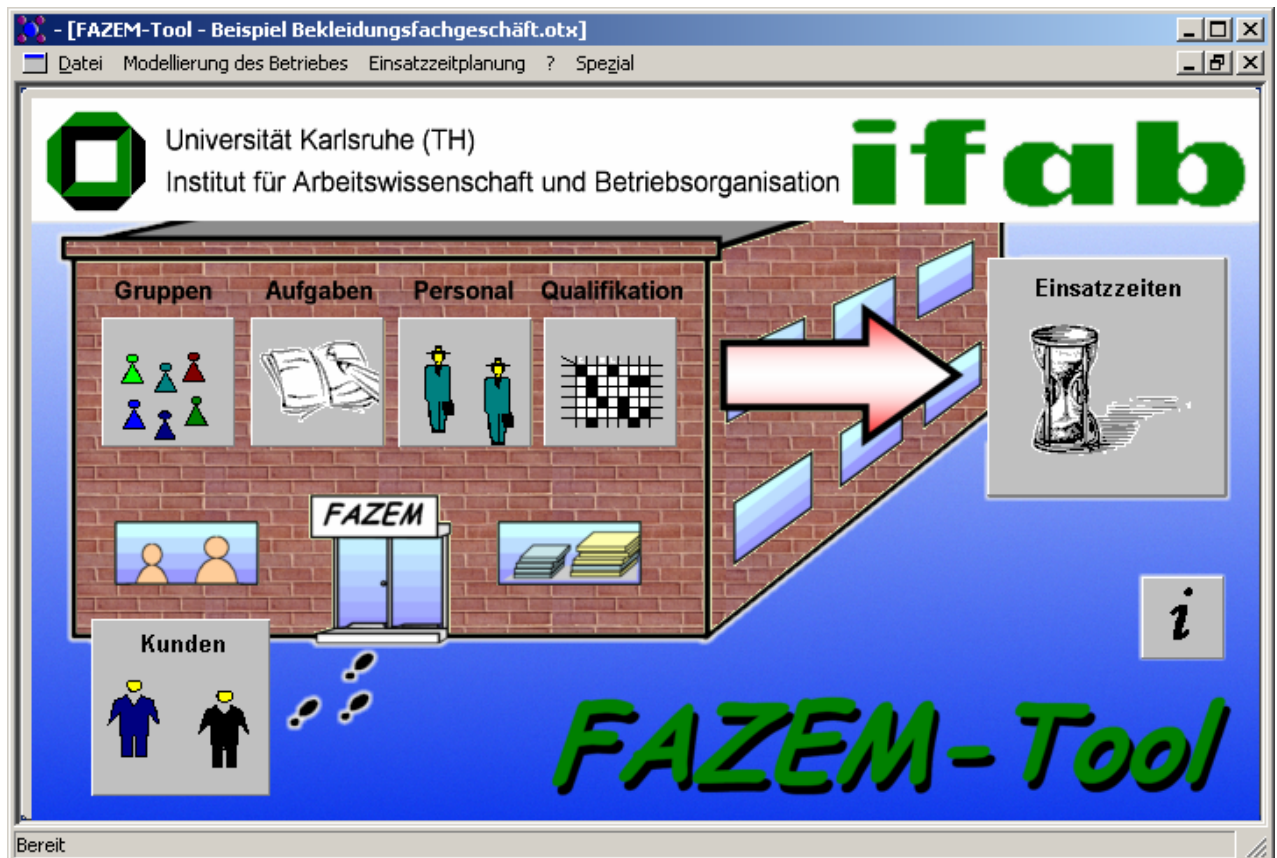 - [FAZEM-Tool - Beispiel Bekleidungsfachgeschäft.otx]
Datei Modellierung des Betriebes Einsatzzeitplanung ? Spezial
Universität Karlsruhe (TH)
Institut für Arbeitswissenschaft und Betriebsorganisation
ifab
Gruppen Aufgaben Personal Qualifikation
Einsatzzeiten
FAZEM
Kunden
i
FAZEM-Tool
Bereit